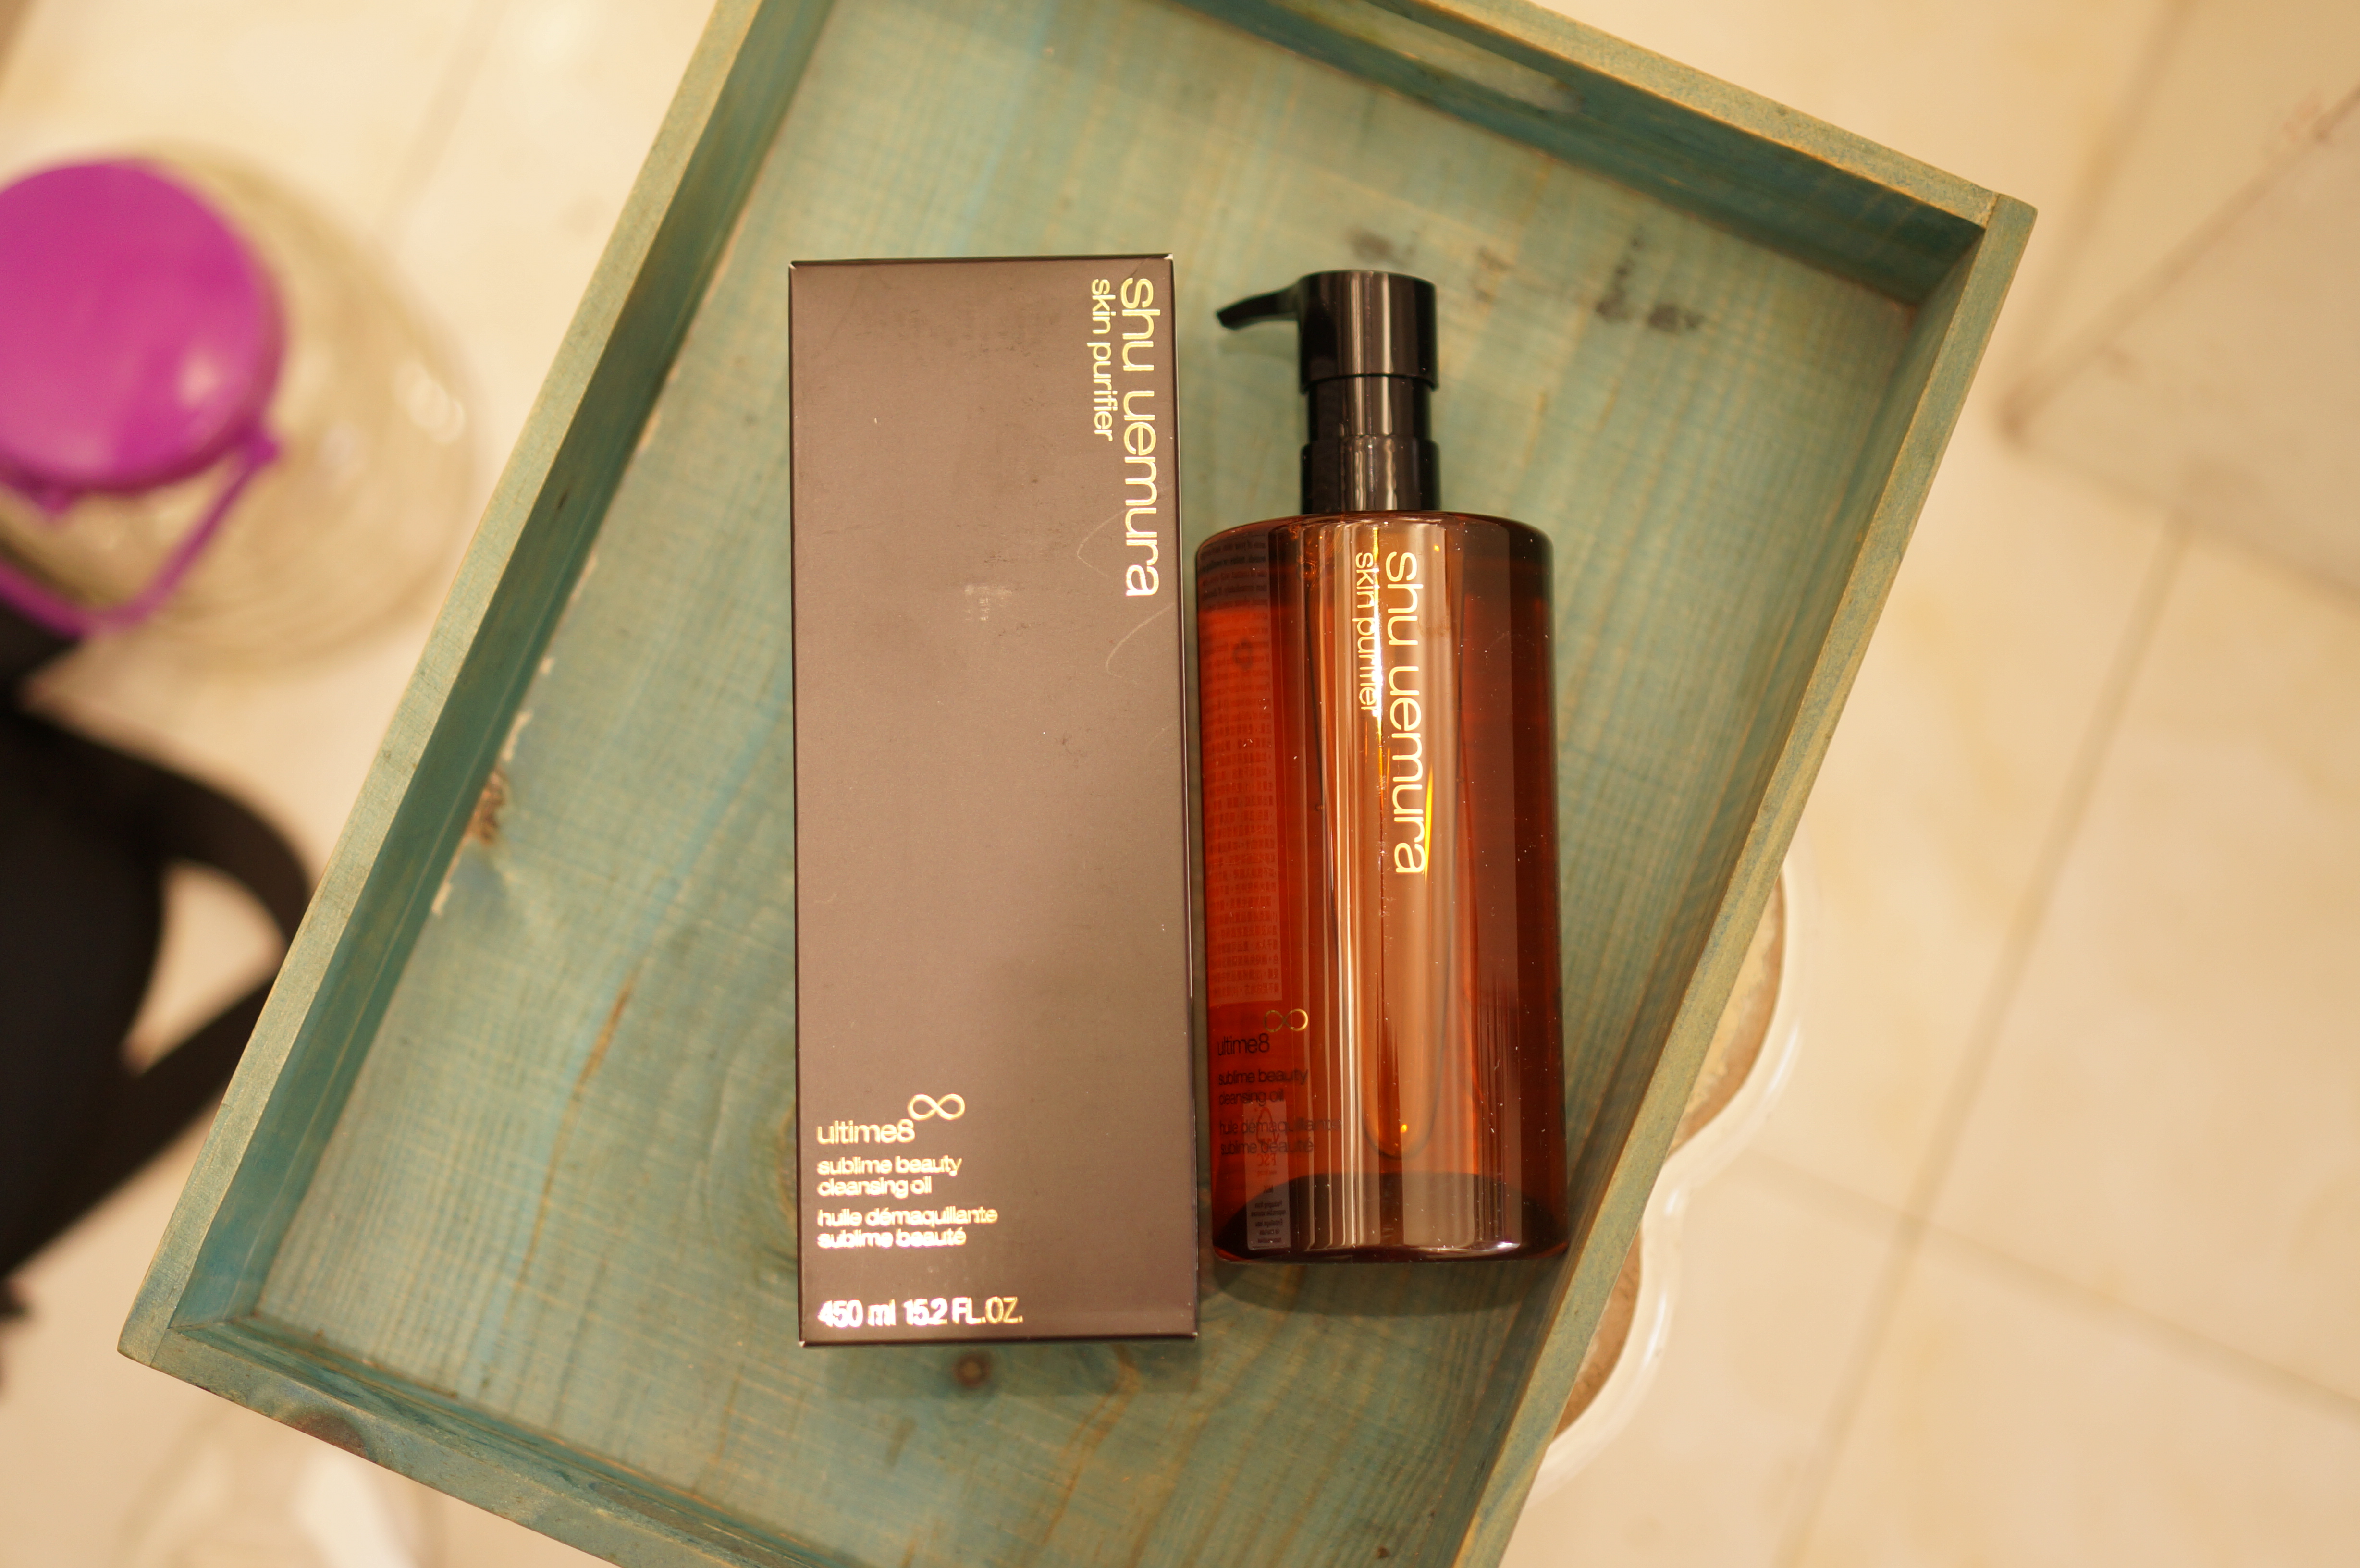 shu uemura
skin purifier
ultime8
sublime beauty
cleansing oil
huile démaquillante
sublime beauté
450 ml 15.2 FL.OZ.
shu uemura
skin purifier
ultime8
sublime beauty
cleansing oil
huile démaquillante
sublime beauté